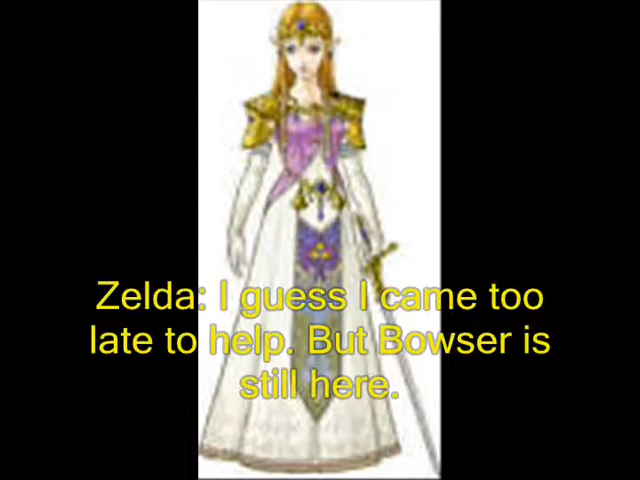 Zelda: I guess I came too
late to help. But Bowser is
still here.